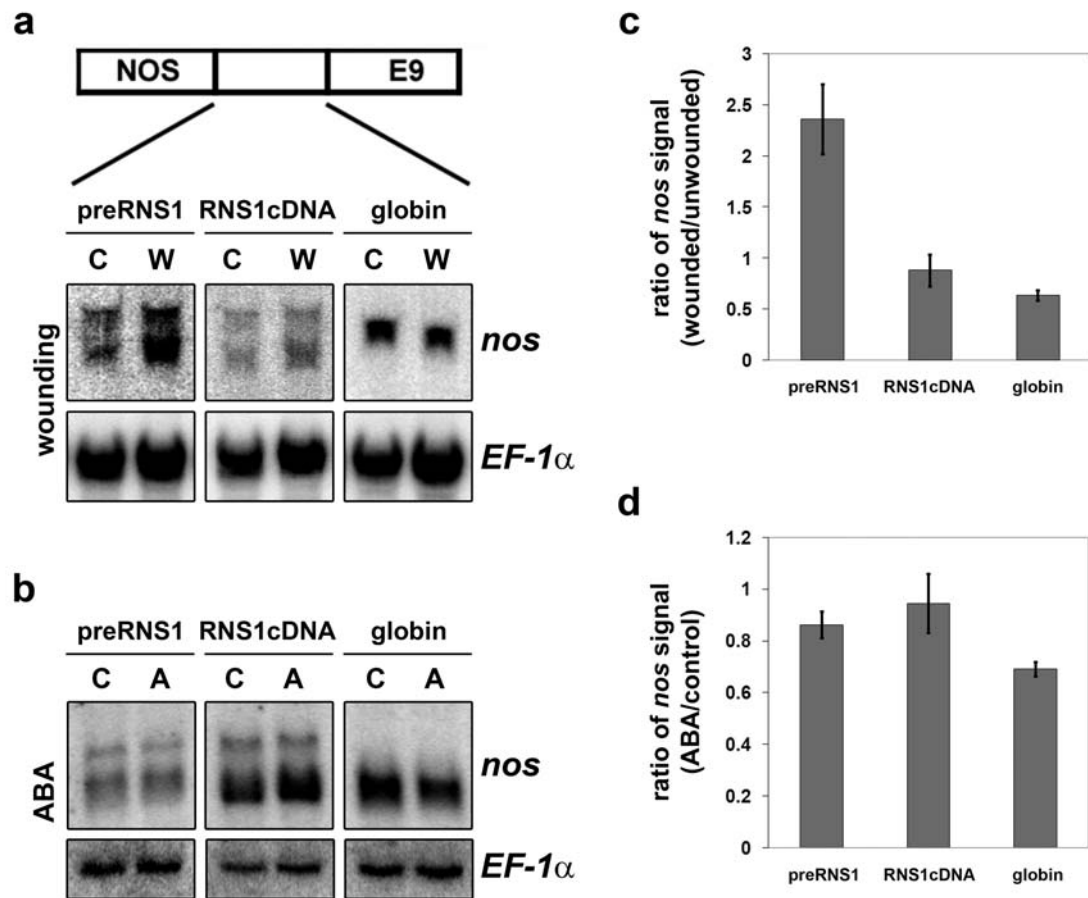 a
NOS E9
preRNS1 RNS1cDNA globin
C W C W C W
wounding
nos
EF-1α
b
preRNS1 RNS1cDNA globin
C A C A C A
ABA
nos
EF-1α
c
ratio of nos signal
(wounded/unwounded)
3
2.5
2
1.5
1
0.5
0
preRNS1 RNS1cDNA globin
d
ratio of nos signal
(ABA/control)
1.2
1
0.8
0.6
0.4
0.2
0
preRNS1 RNS1cDNA globin